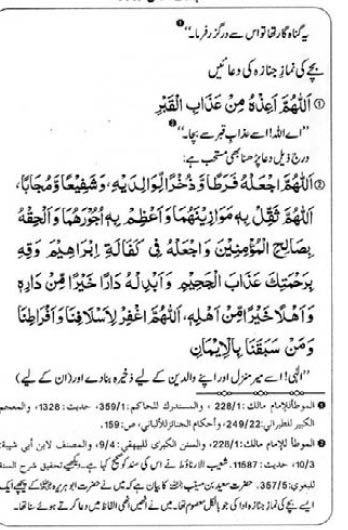 یہ گناہ گار تھا تو اس سے درگزر فرما۔“ ❶
بچے کی نمازِ جنازہ کی دعائیں
① اَللّٰهُمَّ اَعِذْهُ مِنْ عَذَابِ الْقَبْرِ
”اے اللہ! اسے عذابِ قبر سے بچا۔“ ❷
درج ذیل دعا پڑھنا بھی مستحب ہے:
② اَللّٰهُمَّ اجْعَلْهُ فَرَطًا وَّ ذُخْرًا لِّوَالِدَيْهِ، وَشَفِيْعًا وَّمُجَابًا،
اَللّٰهُمَّ ثَقِّلْ بِهٖ مَوَازِيْنَهُمَا وَاَعْظِمْ بِهٖ اُجُوْرَهُمَا وَاَلْحِقْهُ
بِصَالِحِ الْمُؤْمِنِيْنَ وَاجْعَلْهُ فِيْ كَفَالَةِ اِبْرَاهِيْمَ وَقِهٖ
بِرَحْمَتِكَ عَذَابَ الْجَحِيْمِ وَاَبْدِلْهُ دَارًا خَيْرًا مِّنْ دَارِهٖ
وَاَهْلًا خَيْرًا مِّنْ اَهْلِهٖ، اَللّٰهُمَّ اغْفِرْ لِاَسْلَافِنَا وَاَفْرَاطِنَا
وَمَنْ سَبَقَنَا بِالْاِيْمَانِ
”الٰہی! اسے میر منزل اور اپنے والدین کے لیے ذخیرہ بنادے اور (ان کے لیے)
❶ الموطأ للإمام مالك: 228/1، والمستدرك للحاكم: 359/1، حديث: 1328، والمعجم
الكبير للطبراني: 249/22، وأحكام الجنائز للألباني، ص: 159.
❷ الموطأ للإمام مالك: 228/1، والسنن الكبرى للبيهقي: 9/4، والمصنف لابن أبي شيبة:
10/3، حديث: 11587. شعیب الارناؤط نے اس کی سند کو صحیح کہا ہے۔ دیکھیے تحقیق شرح السنة
للبغوي: 357/5. حضرت سعید بن مسیب کا بیان ہے کہ میں نے حضرت ابو ہریرہ کے پیچھے ایک
ایسے بچے کی نماز جنازہ ادا کی جو بالکل معصوم تھا۔ میں نے انھیں انھی الفاظ میں دعا کرتے ہوئے سنا تھا۔